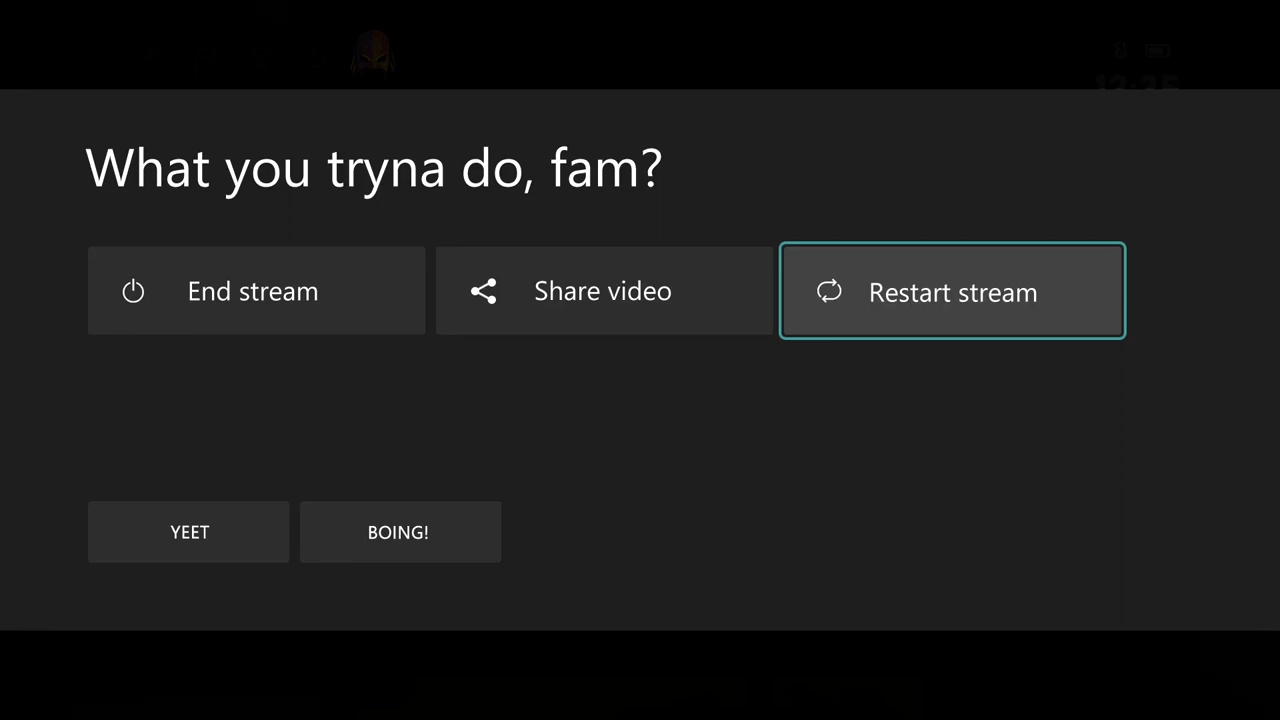 What you tryna do, fam?
End stream
Share video
Restart stream
YEET
BOING!